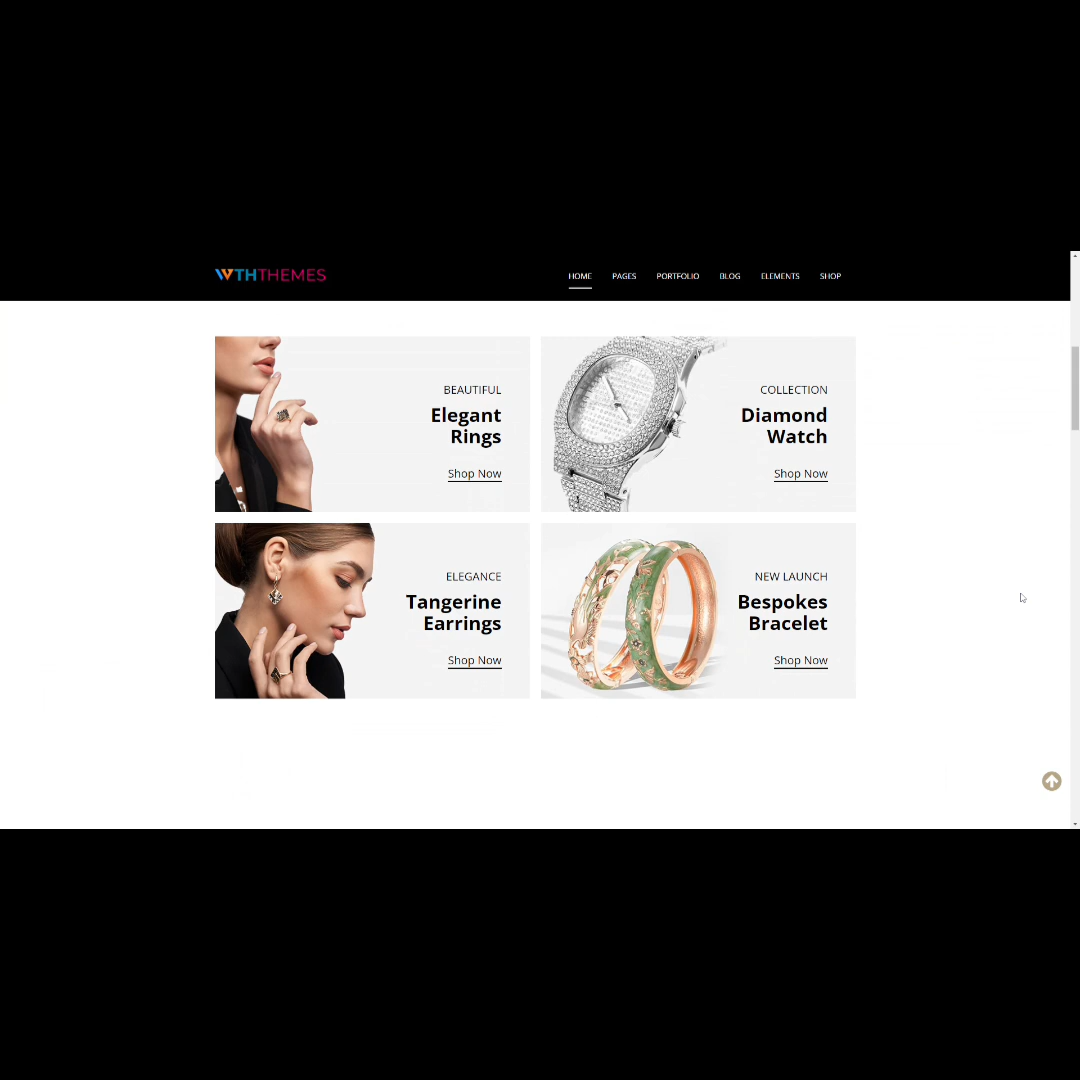 WTHTHEMES
HOME PAGES PORTFOLIO BLOG ELEMENTS SHOP
BEAUTIFUL
Elegant
Rings
Shop Now
COLLECTION
Diamond
Watch
Shop Now
ELEGANCE
Tangerine
Earrings
Shop Now
NEW LAUNCH
Bespokes
Bracelet
Shop Now